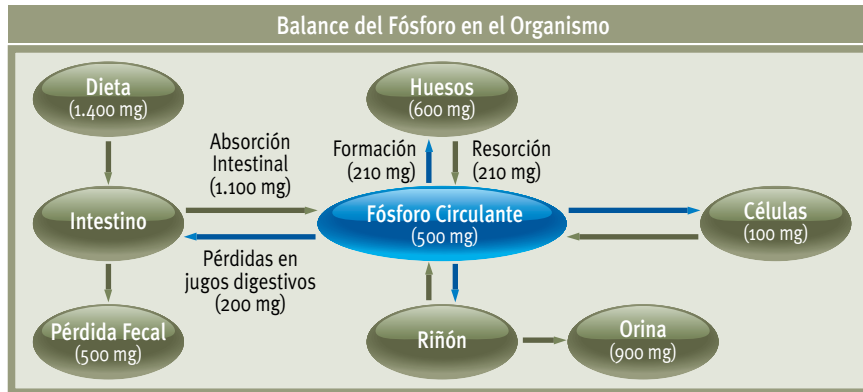 Balance del Fósforo en el Organismo
Dieta
(1.400 mg)
Huesos
(600 mg)
Absorción
Intestinal
(1.100 mg)
Formación
(210 mg)
Resorción
(210 mg)
Intestino
Fósforo Circulante
(500 mg)
Células
(100 mg)
Pérdidas en
jugos digestivos
(200 mg)
Pérdida Fecal
(500 mg)
Riñón
Orina
(900 mg)